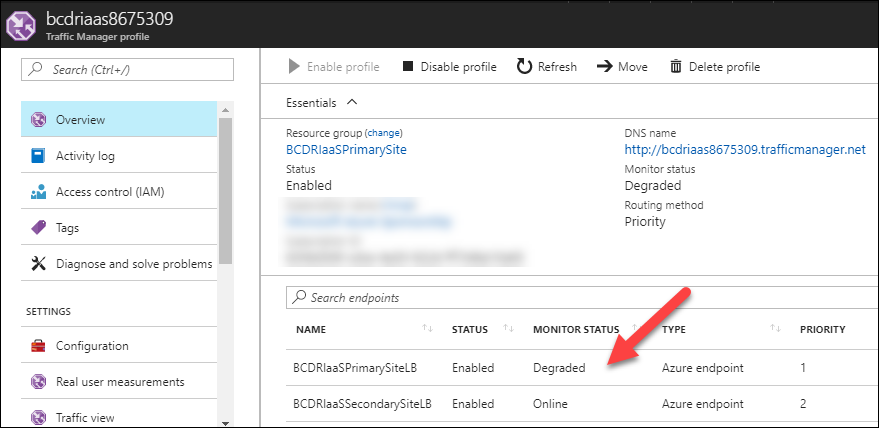 bcdriaas8675309
Traffic Manager profile
Search (Ctrl+/)
Overview
Activity log
Access control (IAM)
Tags
Diagnose and solve problems
SETTINGS
Configuration
Real user measurements
Traffic view
Enable profile Disable profile Refresh Move Delete profile
Essentials
Resource group (change)
BCDRIaaSPrimarySite
Status
Enabled
DNS name
http://bcdriaas8675309.trafficmanager.net
Monitor status
Degraded
Routing method
Priority
Search endpoints
NAME STATUS MONITOR STATUS TYPE PRIORITY
BCDRIaaSPrimarySiteLB Enabled Degraded Azure endpoint 1
BCDRIaaSSecondarySiteLB Enabled Online Azure endpoint 2